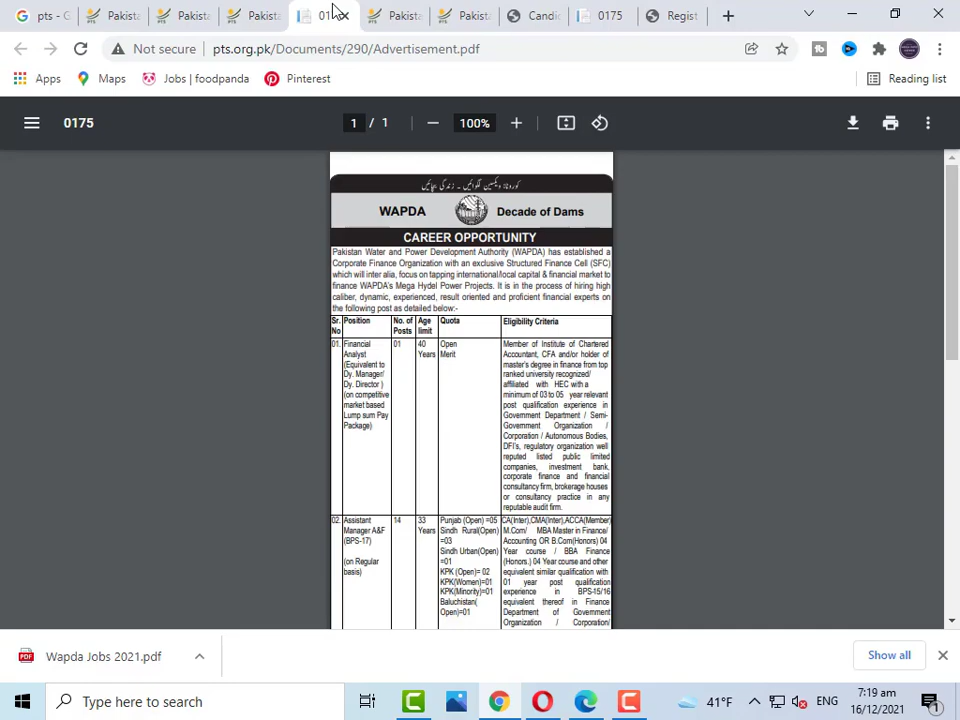 pts - G
Pakista
Pakista
Pakista
01
Pakista
Pakista
Candid
0175
Regist
Not secure
pts.org.pk/Documents/290/Advertisement.pdf
Apps
Maps
Jobs | foodpanda
Pinterest
Reading list
0175
1 / 1
100%
کورونا: ویکسین لگوائیں ۔ زندگی بچائیں
WAPDA
Decade of Dams
CAREER OPPORTUNITY
Pakistan Water and Power Development Authority (WAPDA) has established a
Corporate Finance Organization with an exclusive Structured Finance Cell (SFC)
which will inter alia, focus on tapping international/local capital & financial market to
finance WAPDA's Mega Hydel Power Projects. It is in the process of hiring high
caliber, dynamic, experienced, result oriented and proficient financial experts on
the following post as detailed below:-
Sr. No
Position
No. of Posts
Age limit
Quota
Eligibility Criteria
01.
Financial
Analyst
(Equivalent to
Dy. Manager/
Dy. Director )
(on competitive
market based
Lump sum Pay
Package)
01
40
Years
Open
Merit
Member of Institute of Chartered
Accountant, CFA and/or holder of
master's degree in finance from top
ranked university recognized/
affiliated with HEC with a
minimum of 03 to 05 year relevant
post qualification experience in
Government Department / Semi-
Government Organization /
Corporation / Autonomous Bodies,
DFI's, regulatory organization well
reputed listed public limited
companies, investment bank,
corporate finance and financial
consultancy firm, brokerage houses
or consultancy practice in any
reputable audit firm.
02.
Assistant
Manager A&F
(BPS-17)
(on Regular
basis)
14
33
Years
Punjab (Open) =05
Sindh Rural(Open)
=03
Sindh Urban(Open)
=01
KPK (Open)= 02
KPK(Women)=01
KPK(Minority)=01
Baluchistan(
Open)=01
CA(Inter),CMA(Inter),ACCA(Member)
M.Com/ MBA Master in Finance/
Accounting OR B.Com(Honors) 04
Year course / BBA Finance
(Honors.) 04 Year course and other
equivalent similar qualification with
01 year post qualification
experience in BPS-15/16
equivalent thereof in Finance
Department of Government
Organization / Corporation/
Wapda Jobs 2021.pdf
Show all
Type here to search
41°F
ENG
7:19 am
16/12/2021
1